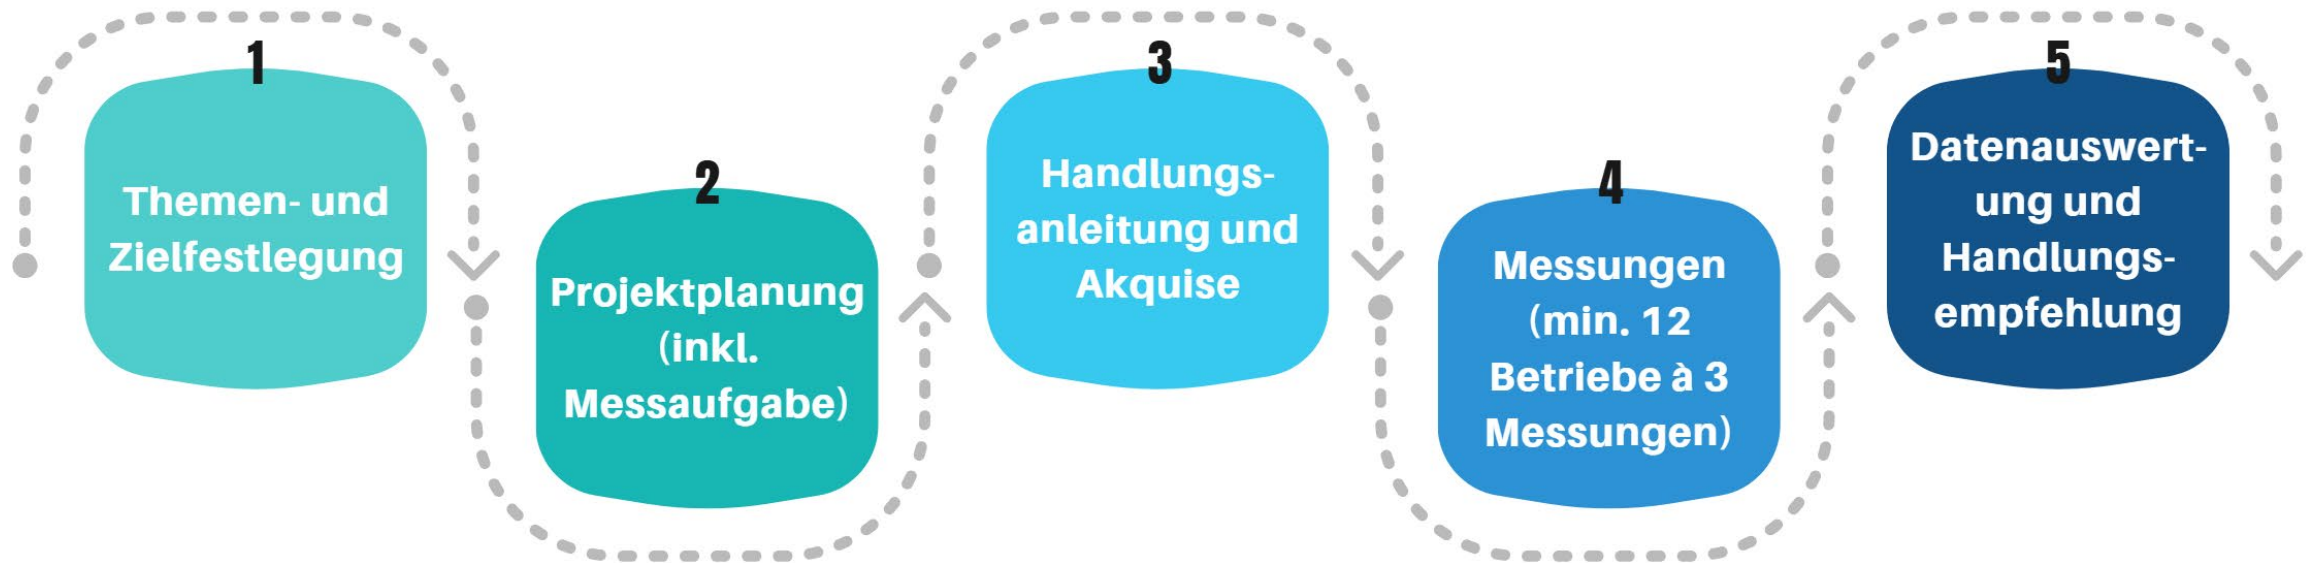 1
Themen- und
Zielfestlegung
2
Projektplanung
(inkl.
Messaufgabe)
3
Handlungs-
anleitung und
Akquise
4
Messungen
(min. 12
Betriebe à 3
Messungen)
5
Datenauswert-
ung und
Handlungs-
empfehlung